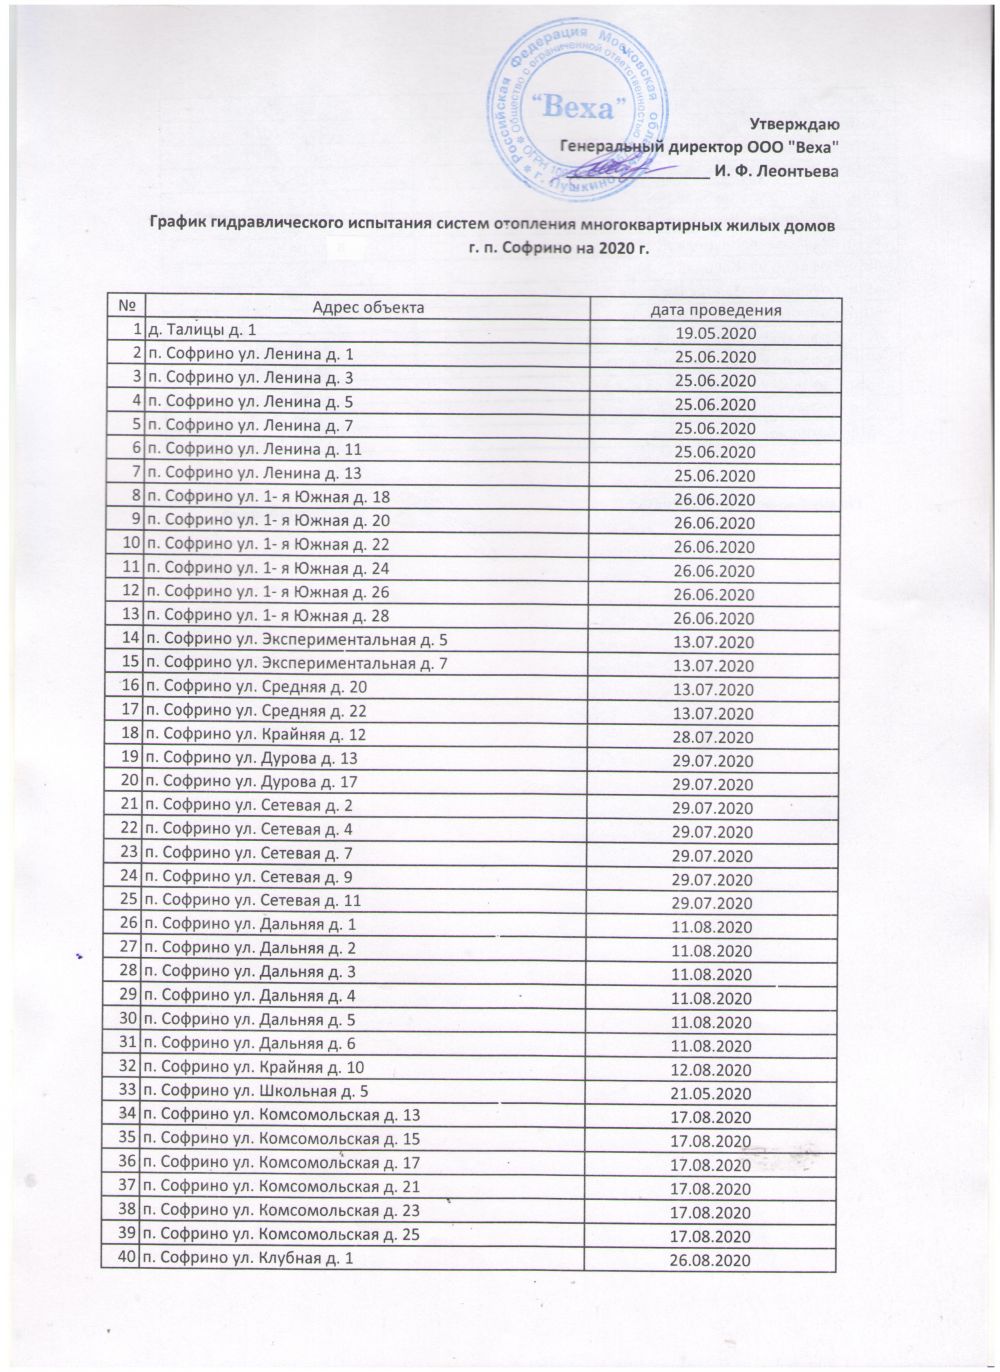 Российская Федерация Московская
Общество с ограниченной ответственностью
"Веха"
г. Пушкино
Утверждаю
Генеральный директор ООО "Веха"
И. Ф. Леонтьева
График гидравлического испытания систем отопления многоквартирных жилых домов
г. п. Софрино на 2020 г.
№ Адрес объекта дата проведения
1 д. Талицы д. 1 19.05.2020
2 п. Софрино ул. Ленина д. 1 25.06.2020
3 п. Софрино ул. Ленина д. 3 25.06.2020
4 п. Софрино ул. Ленина д. 5 25.06.2020
5 п. Софрино ул. Ленина д. 7 25.06.2020
6 п. Софрино ул. Ленина д. 11 25.06.2020
7 п. Софрино ул. Ленина д. 13 25.06.2020
8 п. Софрино ул. 1- я Южная д. 18 26.06.2020
9 п. Софрино ул. 1- я Южная д. 20 26.06.2020
10 п. Софрино ул. 1- я Южная д. 22 26.06.2020
11 п. Софрино ул. 1- я Южная д. 24 26.06.2020
12 п. Софрино ул. 1- я Южная д. 26 26.06.2020
13 п. Софрино ул. 1- я Южная д. 28 26.06.2020
14 п. Софрино ул. Экспериментальная д. 5 13.07.2020
15 п. Софрино ул. Экспериментальная д. 7 13.07.2020
16 п. Софрино ул. Средняя д. 20 13.07.2020
17 п. Софрино ул. Средняя д. 22 13.07.2020
18 п. Софрино ул. Крайняя д. 12 28.07.2020
19 п. Софрино ул. Дурова д. 13 29.07.2020
20 п. Софрино ул. Дурова д. 17 29.07.2020
21 п. Софрино ул. Сетевая д. 2 29.07.2020
22 п. Софрино ул. Сетевая д. 4 29.07.2020
23 п. Софрино ул. Сетевая д. 7 29.07.2020
24 п. Софрино ул. Сетевая д. 9 29.07.2020
25 п. Софрино ул. Сетевая д. 11 29.07.2020
26 п. Софрино ул. Дальняя д. 1 11.08.2020
27 п. Софрино ул. Дальняя д. 2 11.08.2020
28 п. Софрино ул. Дальняя д. 3 11.08.2020
29 п. Софрино ул. Дальняя д. 4 11.08.2020
30 п. Софрино ул. Дальняя д. 5 11.08.2020
31 п. Софрино ул. Дальняя д. 6 11.08.2020
32 п. Софрино ул. Крайняя д. 10 12.08.2020
33 п. Софрино ул. Школьная д. 5 21.05.2020
34 п. Софрино ул. Комсомольская д. 13 17.08.2020
35 п. Софрино ул. Комсомольская д. 15 17.08.2020
36 п. Софрино ул. Комсомольская д. 17 17.08.2020
37 п. Софрино ул. Комсомольская д. 21 17.08.2020
38 п. Софрино ул. Комсомольская д. 23 17.08.2020
39 п. Софрино ул. Комсомольская д. 25 17.08.2020
40 п. Софрино ул. Клубная д. 1 26.08.2020